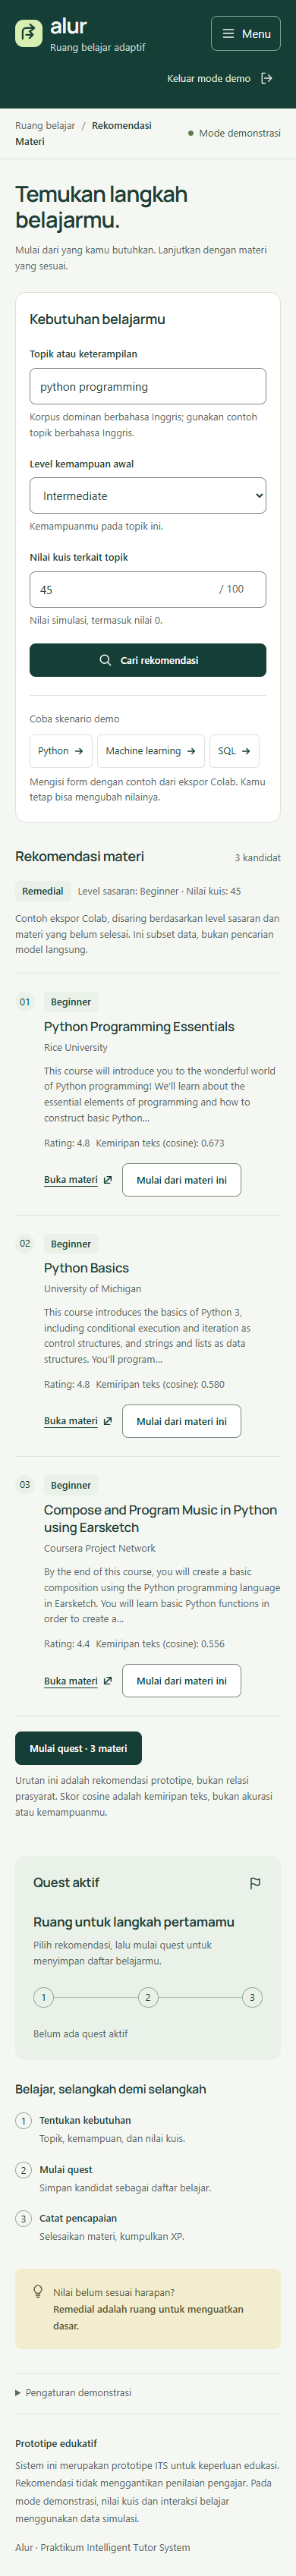 alur
Ruang belajar adaptif
Menu
Keluar mode demo
Ruang belajar / Rekomendasi
Materi
Mode demonstrasi
Temukan langkah
belajarmu.
Mulai dari yang kamu butuhkan. Lanjutkan dengan materi
yang sesuai.
Kebutuhan belajarmu
Topik atau keterampilan
python programming
Korpus dominan berbahasa Inggris; gunakan contoh
topik berbahasa Inggris.
Level kemampuan awal
Intermediate
Kemampuanmu pada topik ini.
Nilai kuis terkait topik
45 / 100
Nilai simulasi, termasuk nilai 0.
Cari rekomendasi
Coba skenario demo
Python → Machine learning → SQL →
Mengisi form dengan contoh dari ekspor Colab. Kamu
tetap bisa mengubah nilainya.
Rekomendasi materi 3 kandidat
Remedial Level sasaran: Beginner · Nilai kuis: 45
Contoh ekspor Colab, disaring berdasarkan level sasaran dan
materi yang belum selesai. Ini subset data, bukan pencarian
model langsung.
01 Beginner
Python Programming Essentials
Rice University
This course will introduce you to the wonderful world
of Python programming! We'll learn about the
essential elements of programming and how to
construct basic Python...
Rating: 4.8 Kemiripan teks (cosine): 0.673
Buka materi Mulai dari materi ini
02 Beginner
Python Basics
University of Michigan
This course introduces the basics of Python 3,
including conditional execution and iteration as
control structures, and strings and lists as data
structures. You'll program...
Rating: 4.8 Kemiripan teks (cosine): 0.580
Buka materi Mulai dari materi ini
03 Beginner
Compose and Program Music in Python
using Earsketch
Coursera Project Network
By the end of this course, you will create a basic
composition using the Python programming language
in Earsketch. You will learn basic Python functions in
order to create a...
Rating: 4.4 Kemiripan teks (cosine): 0.556
Buka materi Mulai dari materi ini
Mulai quest · 3 materi
Urutan ini adalah rekomendasi prototipe, bukan relasi
prasyarat. Skor cosine adalah kemiripan teks, bukan akurasi
atau kemampuanmu.
Quest aktif
Ruang untuk langkah pertamamu
Pilih rekomendasi, lalu mulai quest untuk
menyimpan daftar belajarmu.
1 2 3
Belum ada quest aktif
Belajar, selangkah demi selangkah
1 Tentukan kebutuhan
Topik, kemampuan, dan nilai kuis.
2 Mulai quest
Simpan kandidat sebagai daftar belajar.
3 Catat pencapaian
Selesaikan materi, kumpulkan XP.
Nilai belum sesuai harapan?
Remedial adalah ruang untuk menguatkan
dasar.
Pengaturan demonstrasi
Prototipe edukatif
Sistem ini merupakan prototipe ITS untuk keperluan edukasi.
Rekomendasi tidak menggantikan penilaian pengajar. Pada
mode demonstrasi, nilai kuis dan interaksi belajar
menggunakan data simulasi.
Alur · Praktikum Intelligent Tutor System